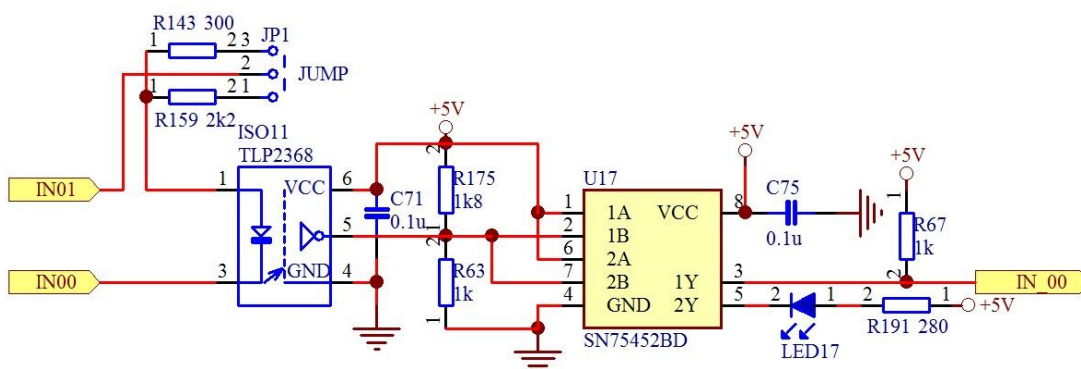 R143 300
1
2
3
JP1
2
JUMP
1
2
1
R159 2k2
ISO11
TLP2368
+5V
+5V
+5V
IN01
1
VCC
6
C71
0.1u
2
R175
1k8
1
U17
1
1A
VCC
8
C75
0.1u
1
R67
1k
2
5
2
1B
6
2A
2
R63
1k
1
7
2B
1Y
3
IN_00
IN00
3
GND
4
4
GND
2Y
5
2
1
2
1
+5V
R191 280
SN75452BD
LED17